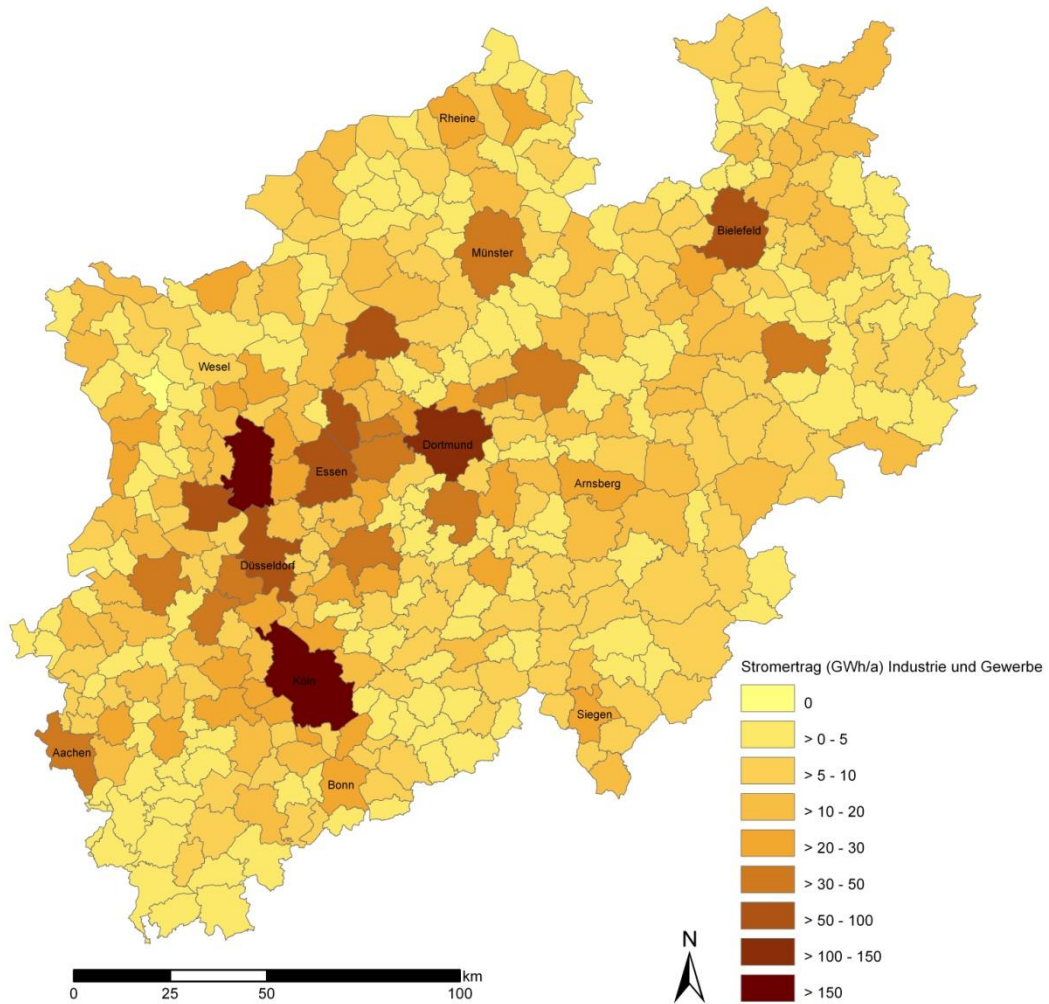 Rheine
Bielefeld
Münster
Wesel
Dortmund
Essen
Arnsberg
Düsseldorf
Köln
Siegen
Aachen
Bonn
Stromertrag (GWh/a) Industrie und Gewerbe
0
> 0 - 5
> 5 - 10
> 10 - 20
> 20 - 30
> 30 - 50
> 50 - 100
> 100 - 150
> 150
N
km
0 25 50 100